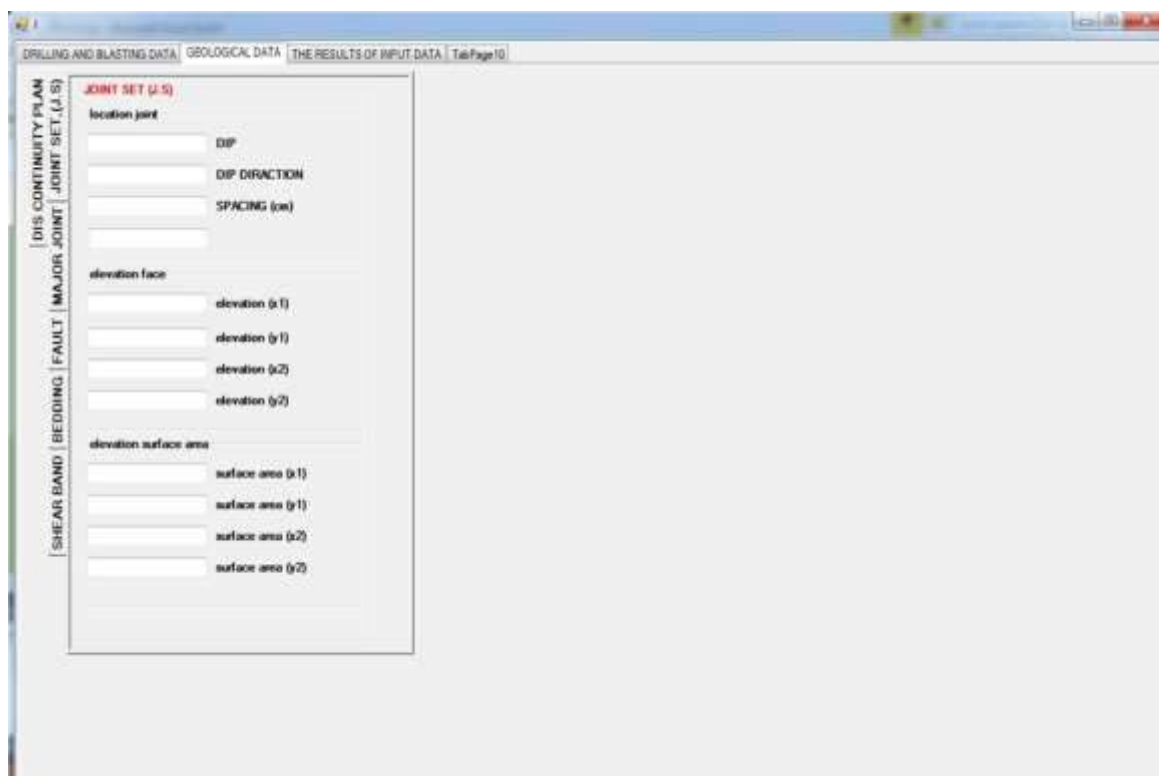 DRILLING AND BLASTING DATA GEOLOGICAL DATA THE RESULTS OF INPUT DATA TabPage10
DIS CONTINUITY PLAN
JOINT SET,(J.S)
MAJOR JOINT
FAULT
BEDDING
SHEAR BAND
JOINT SET (J.S)
location joint
DIP
DIP DIRACTION
SPACING (cm)
elevation face
elevation (x1)
elevation (y1)
elevation (x2)
elevation (y2)
elevation surface area
surface area (x1)
surface area (y1)
surface area (x2)
surface area (y2)